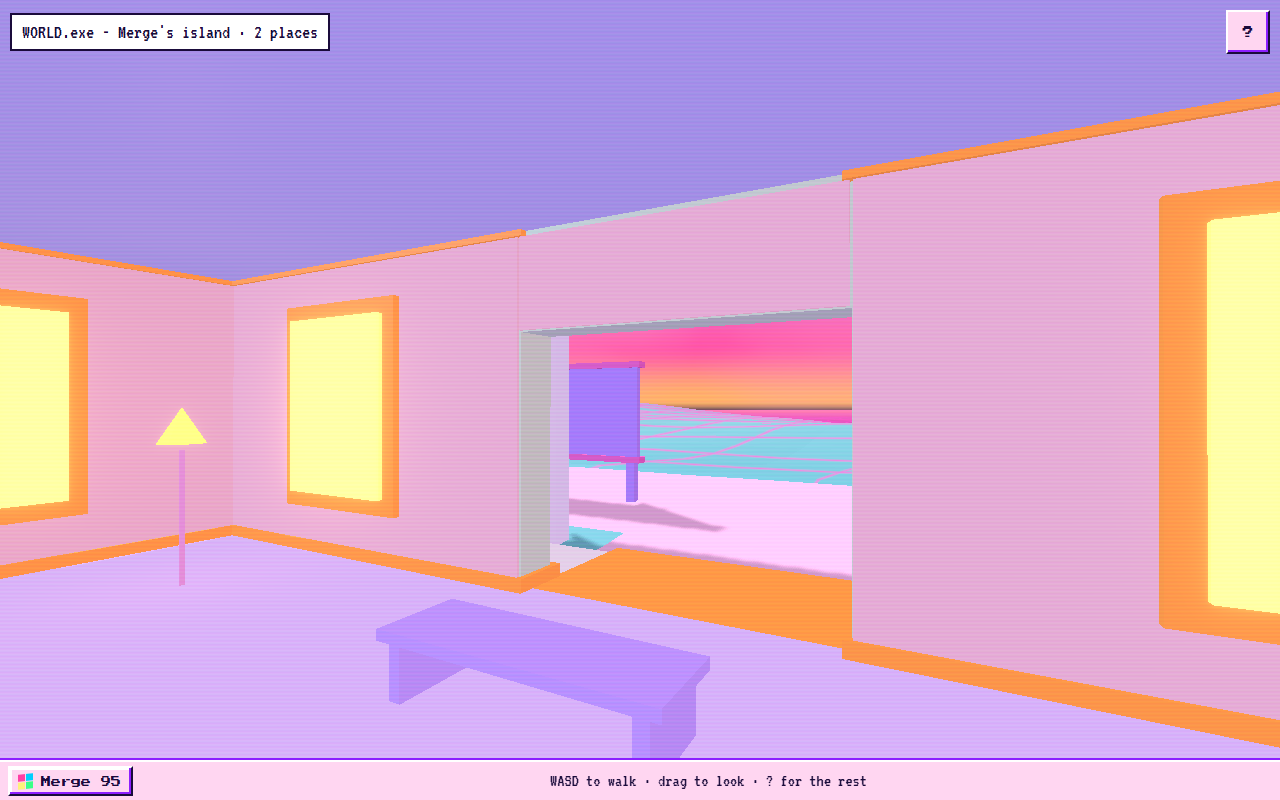 WORLD.exe - Merge's island · 2 places
?
Merge 95
WASD to walk · drag to look · ? for the rest